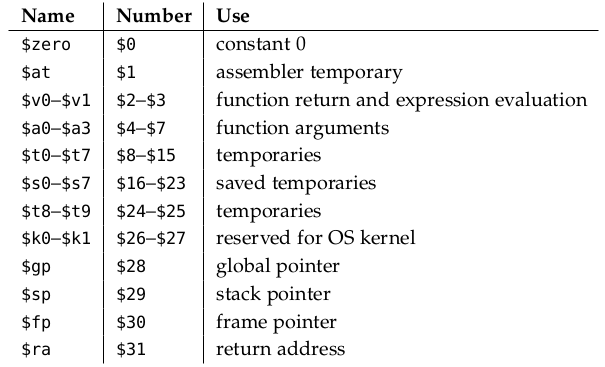 Name Number Use
$zero $0 constant 0
$at $1 assembler temporary
$v0–$v1 $2–$3 function return and expression evaluation
$a0–$a3 $4–$7 function arguments
$t0–$t7 $8–$15 temporaries
$s0–$s7 $16–$23 saved temporaries
$t8–$t9 $24–$25 temporaries
$k0–$k1 $26–$27 reserved for OS kernel
$gp $28 global pointer
$sp $29 stack pointer
$fp $30 frame pointer
$ra $31 return address